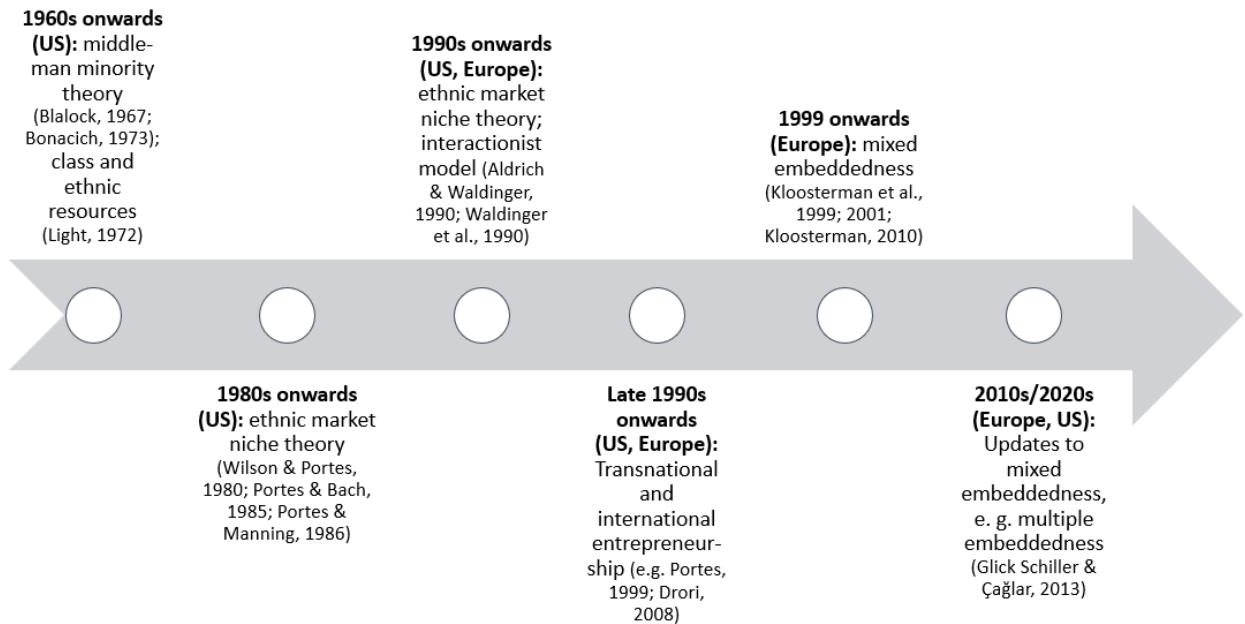 1960s onwards
(US): middle-
man minority
theory
(Blalock, 1967;
Bonacich, 1973);
class and
ethnic
resources
(Light, 1972)
1980s onwards
(US): ethnic market
niche theory
(Wilson & Portes,
1980; Portes & Bach,
1985; Portes &
Manning, 1986)
1990s onwards
(US, Europe):
ethnic market
niche theory;
interactionist
model (Aldrich
& Waldinger,
1990; Waldinger
et al., 1990)
Late 1990s
onwards
(US, Europe):
Transnational
and
international
entrepreneur-
ship (e.g. Portes,
1999; Drori,
2008)
1999 onwards
(Europe): mixed
embeddedness
(Kloosterman et al.,
1999; 2001;
Kloosterman, 2010)
2010s/2020s
(Europe, US):
Updates to
mixed
embeddedness,
e. g. multiple
embeddedness
(Glick Schiller &
Çağlar, 2013)